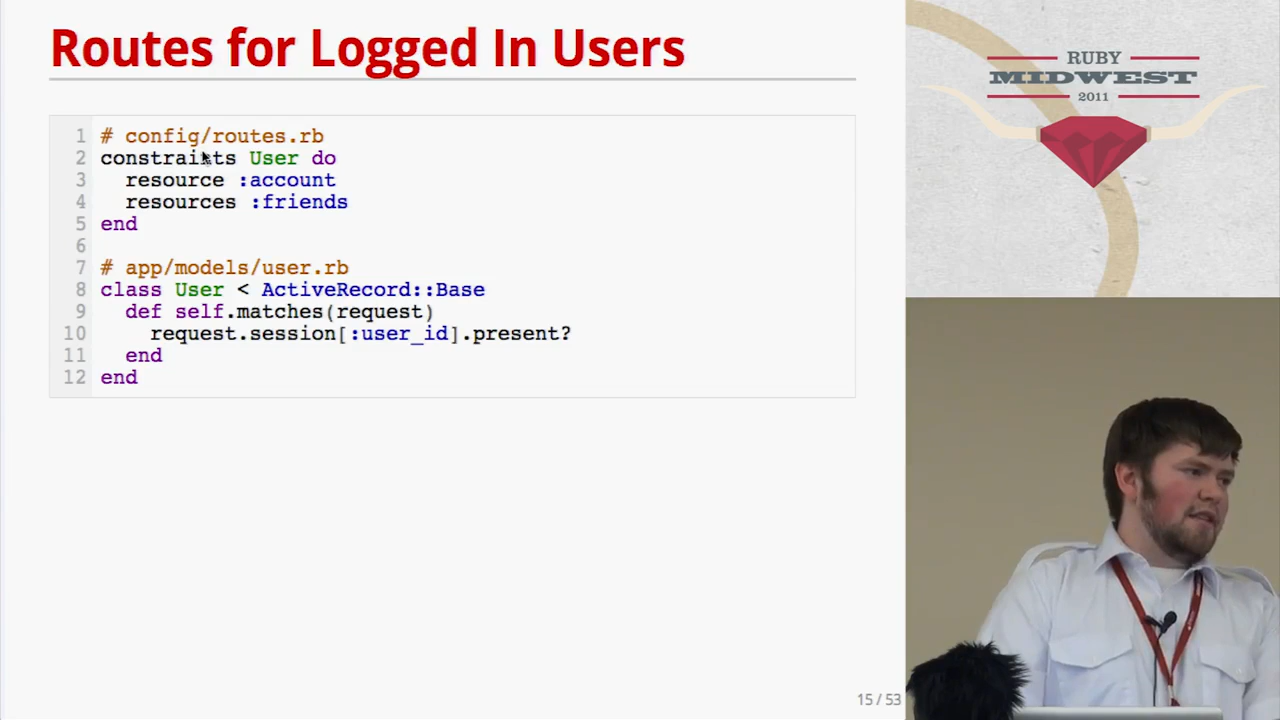 Routes for Logged In Users
1 # config/routes.rb
2 constraints User do
3   resource :account
4   resources :friends
5 end
6
7 # app/models/user.rb
8 class User < ActiveRecord::Base
9   def self.matches(request)
10     request.session[:user_id].present?
11   end
12 end
15 / 53
RUBY
MIDWEST
2011